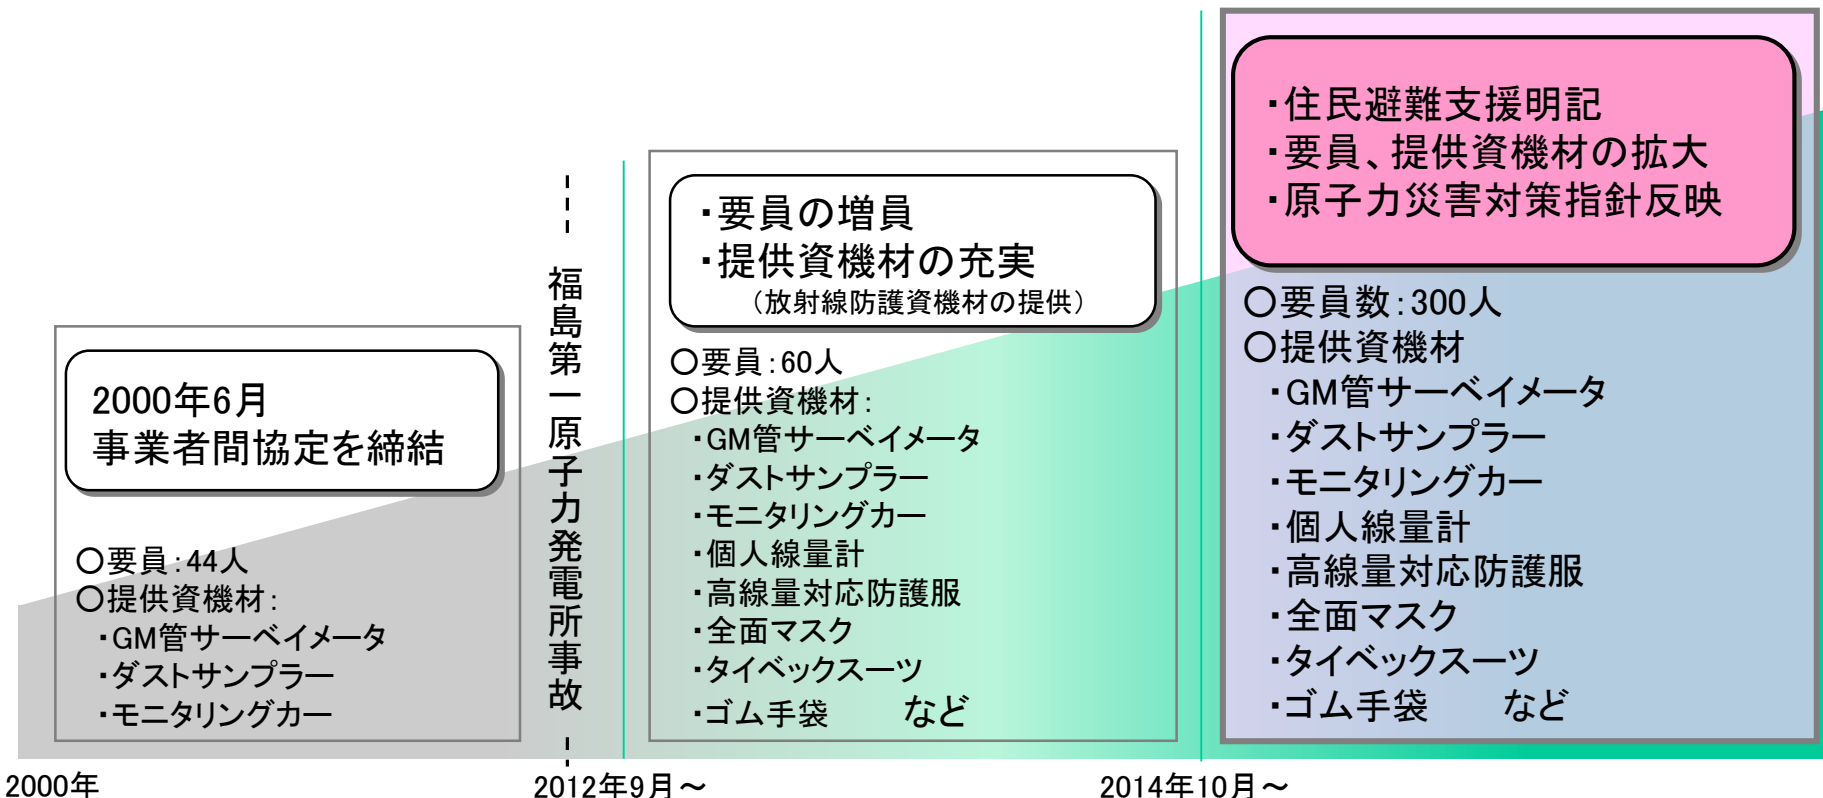 2000年6月
事業者間協定を締結
○要員:44人
○提供資機材:
・GM管サーベイメータ
・ダストサンプラー
・モニタリングカー
福島第一原子力発電所事故
・要員の増員
・提供資機材の充実
(放射線防護資機材の提供)
○要員:60人
○提供資機材:
・GM管サーベイメータ
・ダストサンプラー
・モニタリングカー
・個人線量計
・高線量対応防護服
・全面マスク
・タイベックスーツ
・ゴム手袋 など
・住民避難支援明記
・要員、提供資機材の拡大
・原子力災害対策指針反映
○要員数:300人
○提供資機材
・GM管サーベイメータ
・ダストサンプラー
・モニタリングカー
・個人線量計
・高線量対応防護服
・全面マスク
・タイベックスーツ
・ゴム手袋 など
2000年
2012年9月～
2014年10月～